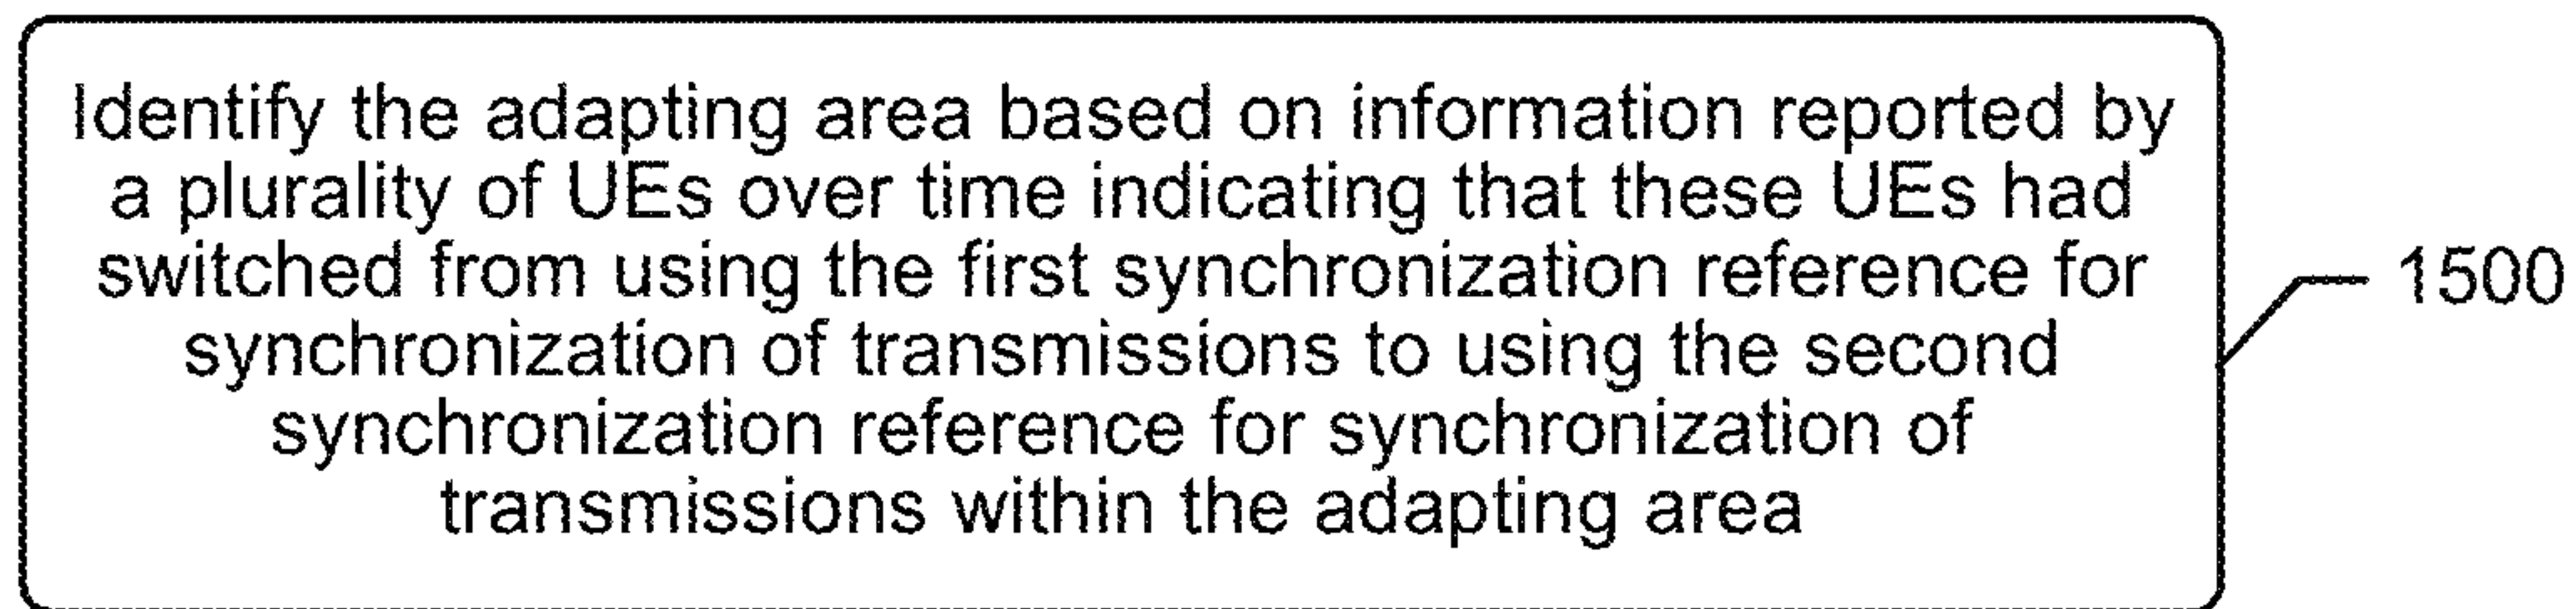 Identify the adapting area based on information reported by
a plurality of UEs over time indicating that these UEs had
switched from using the first synchronization reference for
synchronization of transmissions to using the second
synchronization reference for synchronization of
transmissions within the adapting area
1500